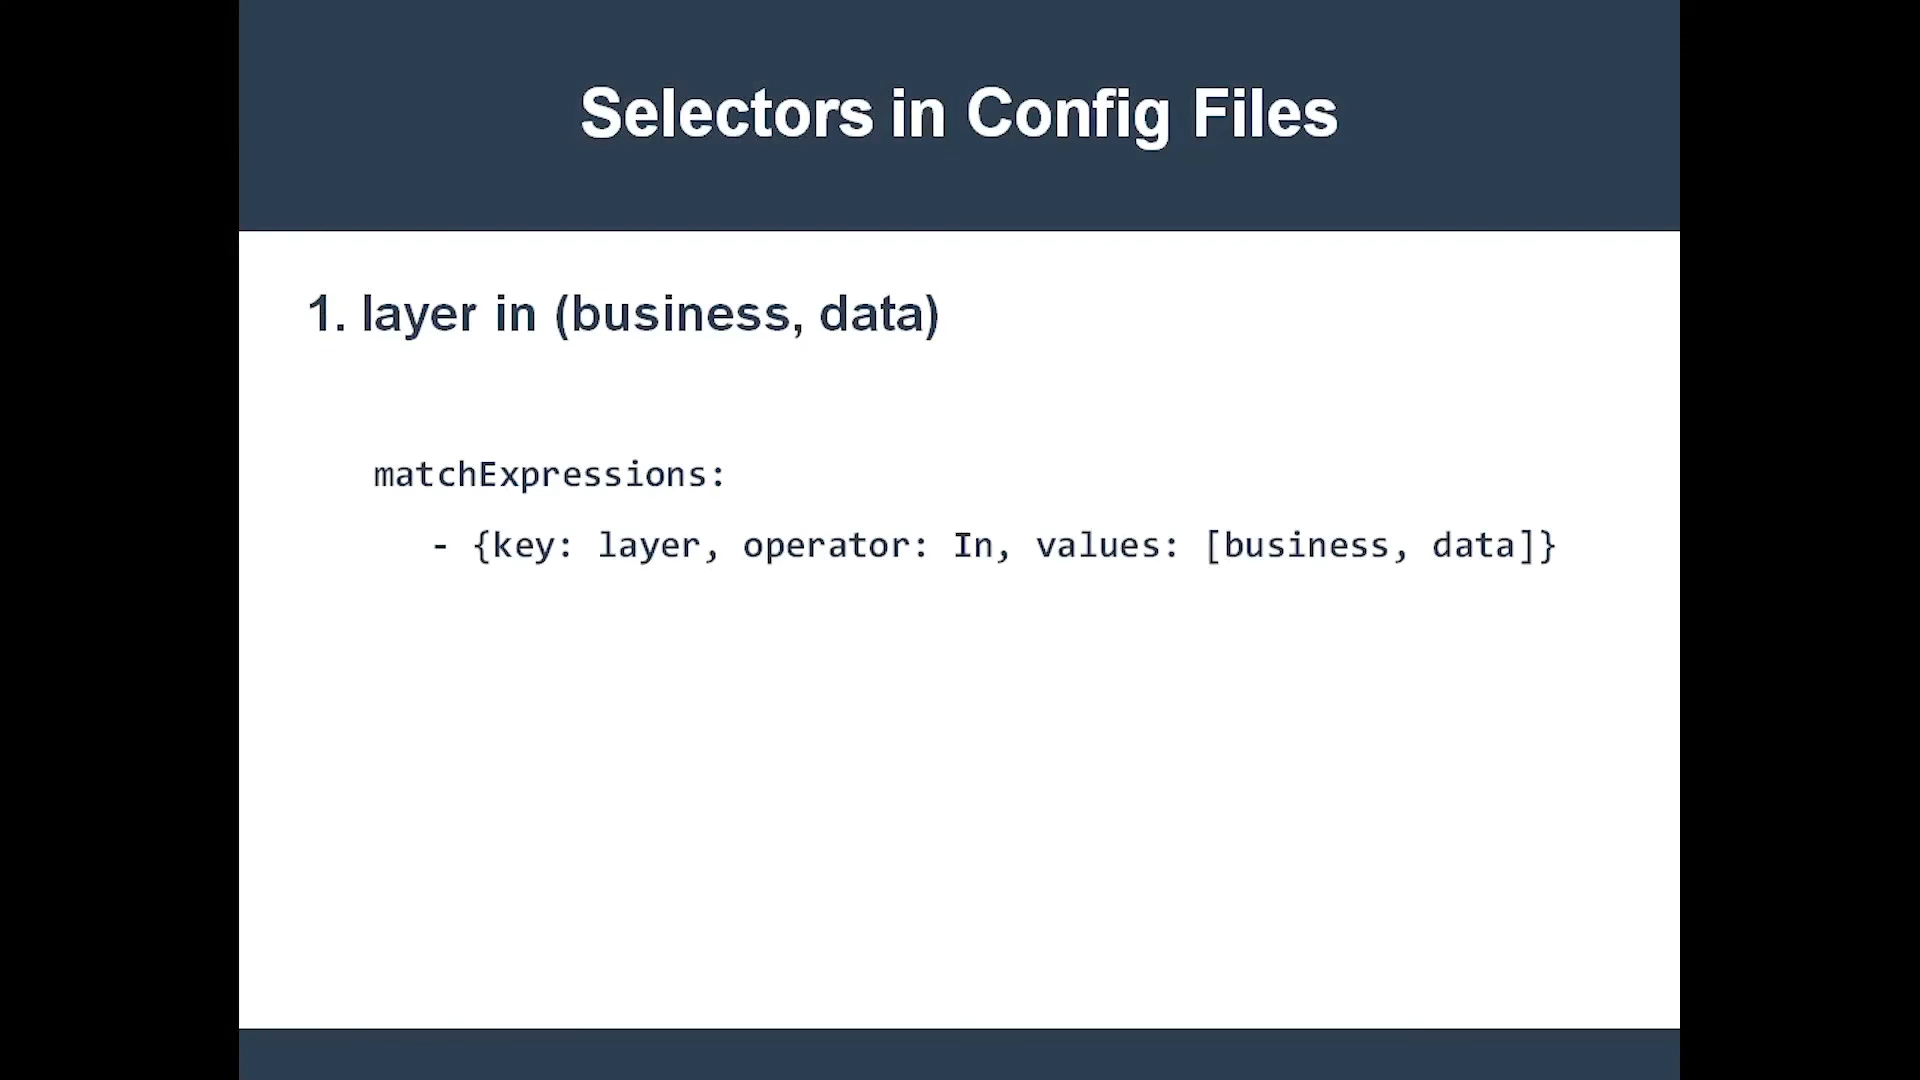 Selectors in Config Files
1. layer in (business, data)
matchExpressions:
- {key: layer, operator: In, values: [business, data]}